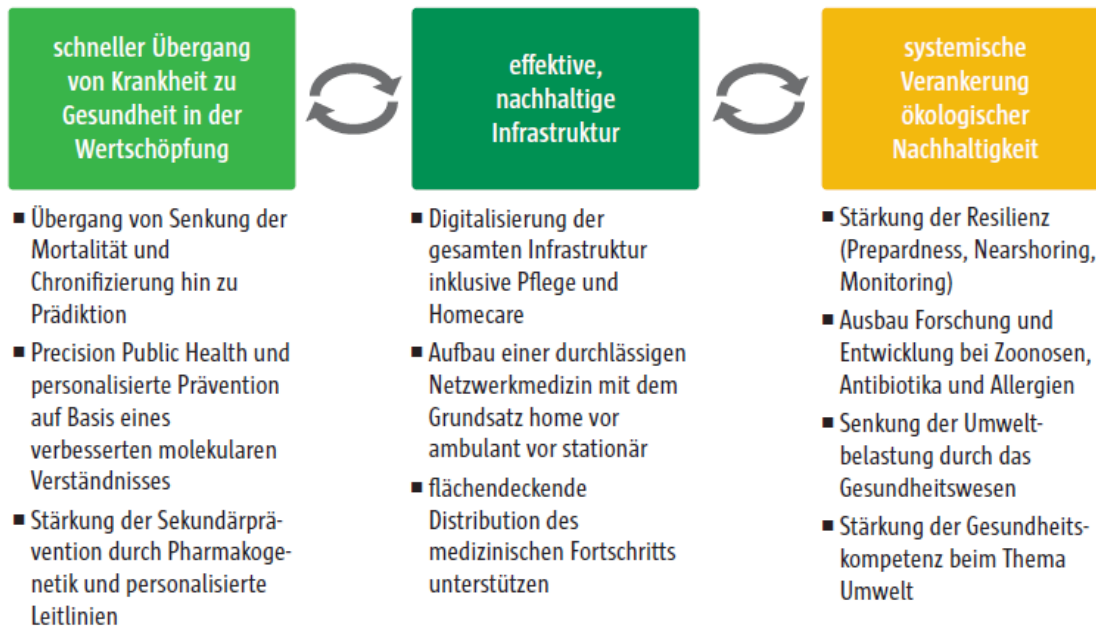 schneller Übergang
von Krankheit zu
Gesundheit in der
Wertschöpfung
■ Übergang von Senkung der
Mortalität und
Chronifizierung hin zu
Prädiktion
■ Precision Public Health und
personalisierte Prävention
auf Basis eines
verbesserten molekularen
Verständnisses
■ Stärkung der Sekundärprä-
vention durch Pharmakoge-
netik und personalisierte
Leitlinien
effektive,
nachhaltige
Infrastruktur
■ Digitalisierung der
gesamten Infrastruktur
inklusive Pflege und
Homecare
■ Aufbau einer durchlässigen
Netzwerkmedizin mit dem
Grundsatz home vor
ambulant vor stationär
■ flächendeckende
Distribution des
medizinischen Fortschritts
unterstützen
systemische
Verankerung
ökologischer
Nachhaltigkeit
■ Stärkung der Resilienz
(Prepardness, Nearshoring,
Monitoring)
■ Ausbau Forschung und
Entwicklung bei Zoonosen,
Antibiotika und Allergien
■ Senkung der Umwelt-
belastung durch das
Gesundheitswesen
■ Stärkung der Gesundheits-
kompetenz beim Thema
Umwelt